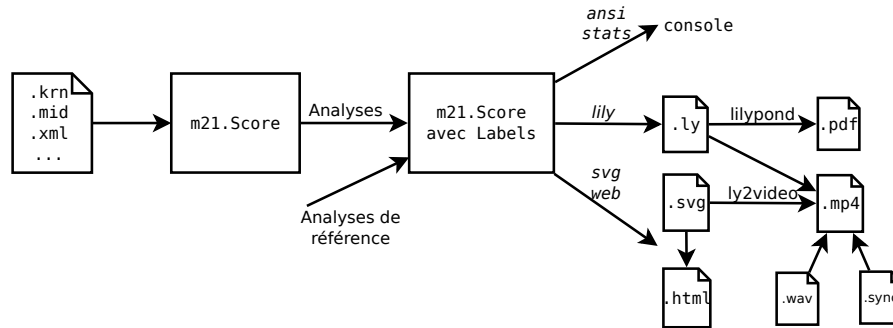 .krn
.mid
.xml
...
m21.Score
Analyses
m21.Score
avec Labels
Analyses de
référence
ansi
stats
console
lily
.ly
lilypond
.pdf
svg
web
.svg
ly2video
.mp4
.html
.wav
.sync